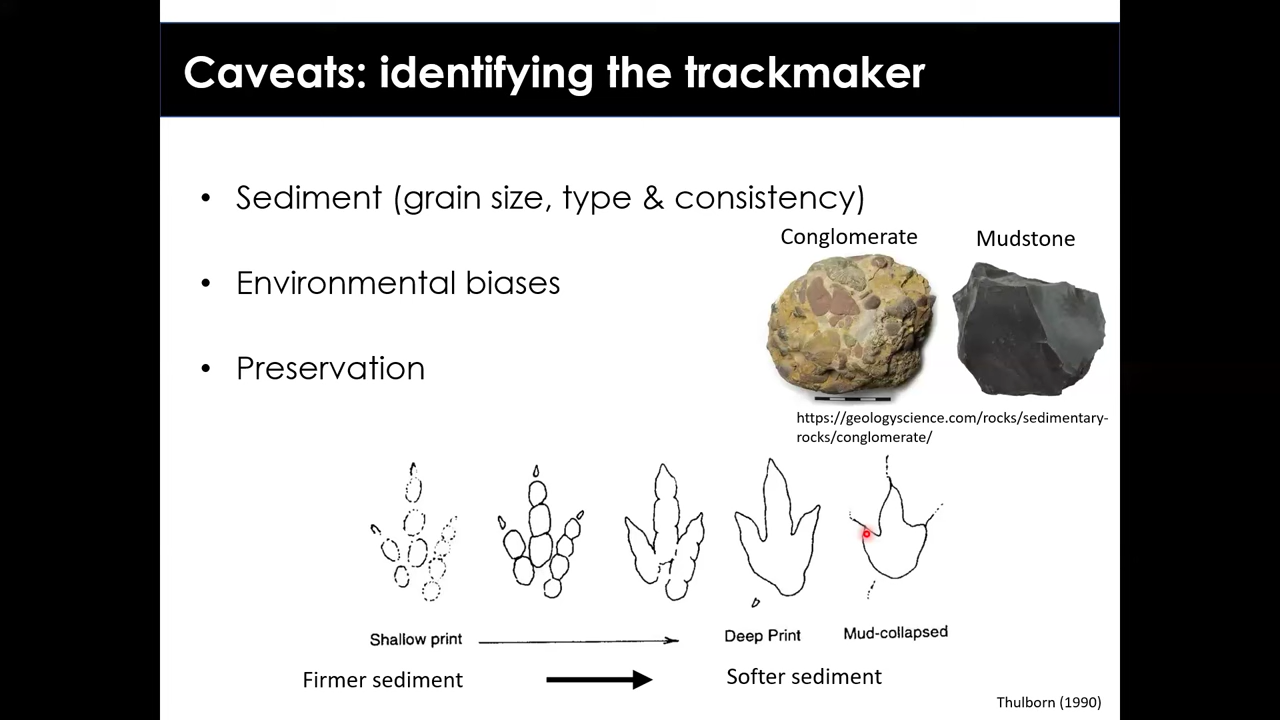 Caveats: identifying the trackmaker
• Sediment (grain size, type & consistency)
Conglomerate
Mudstone
• Environmental biases
• Preservation
https://geologyscience.com/rocks/sedimentary-
rocks/conglomerate/
Shallow print
Deep Print
Mud-collapsed
Firmer sediment
Softer sediment
Thulborn (1990)